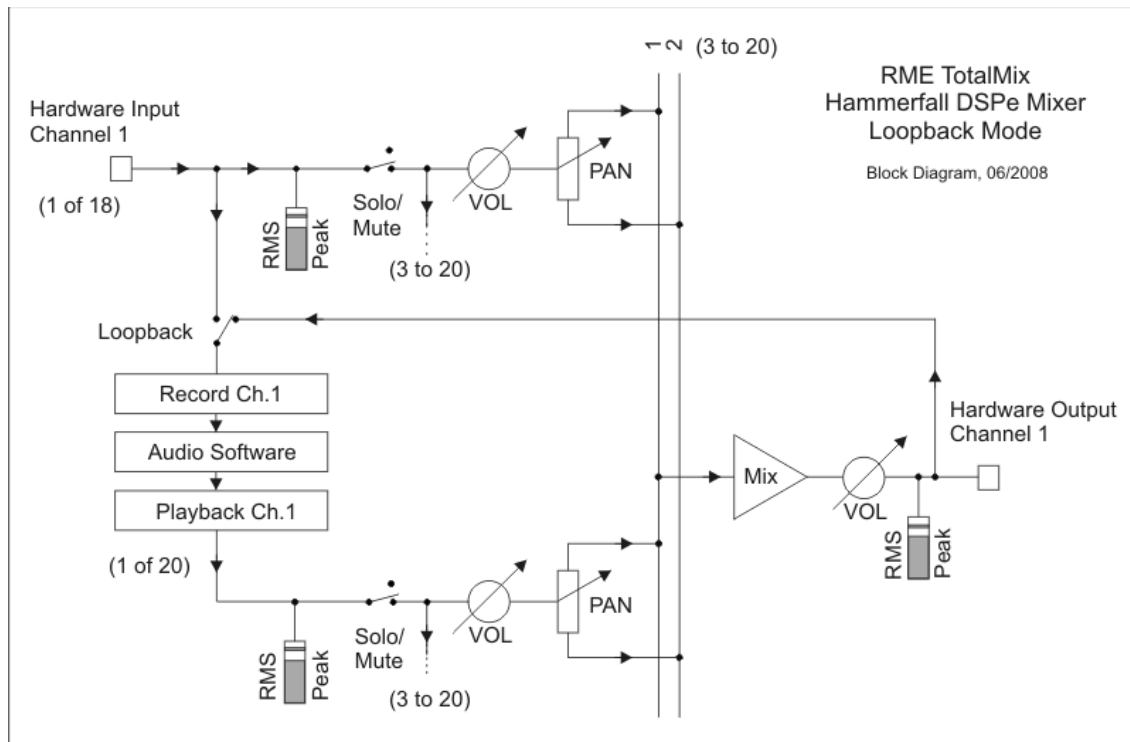 1
2
(3 to 20)
RME TotalMix
Hammerfall DSPe Mixer
Loopback Mode
Block Diagram, 06/2008
Hardware Input
Channel 1
(1 of 18)
RMS
Peak
Solo/
Mute
(3 to 20)
VOL
PAN
Loopback
Record Ch.1
Audio Software
Playback Ch.1
(1 of 20)
RMS
Peak
Solo/
Mute
(3 to 20)
VOL
PAN
Mix
VOL
Hardware Output
Channel 1
RMS
Peak